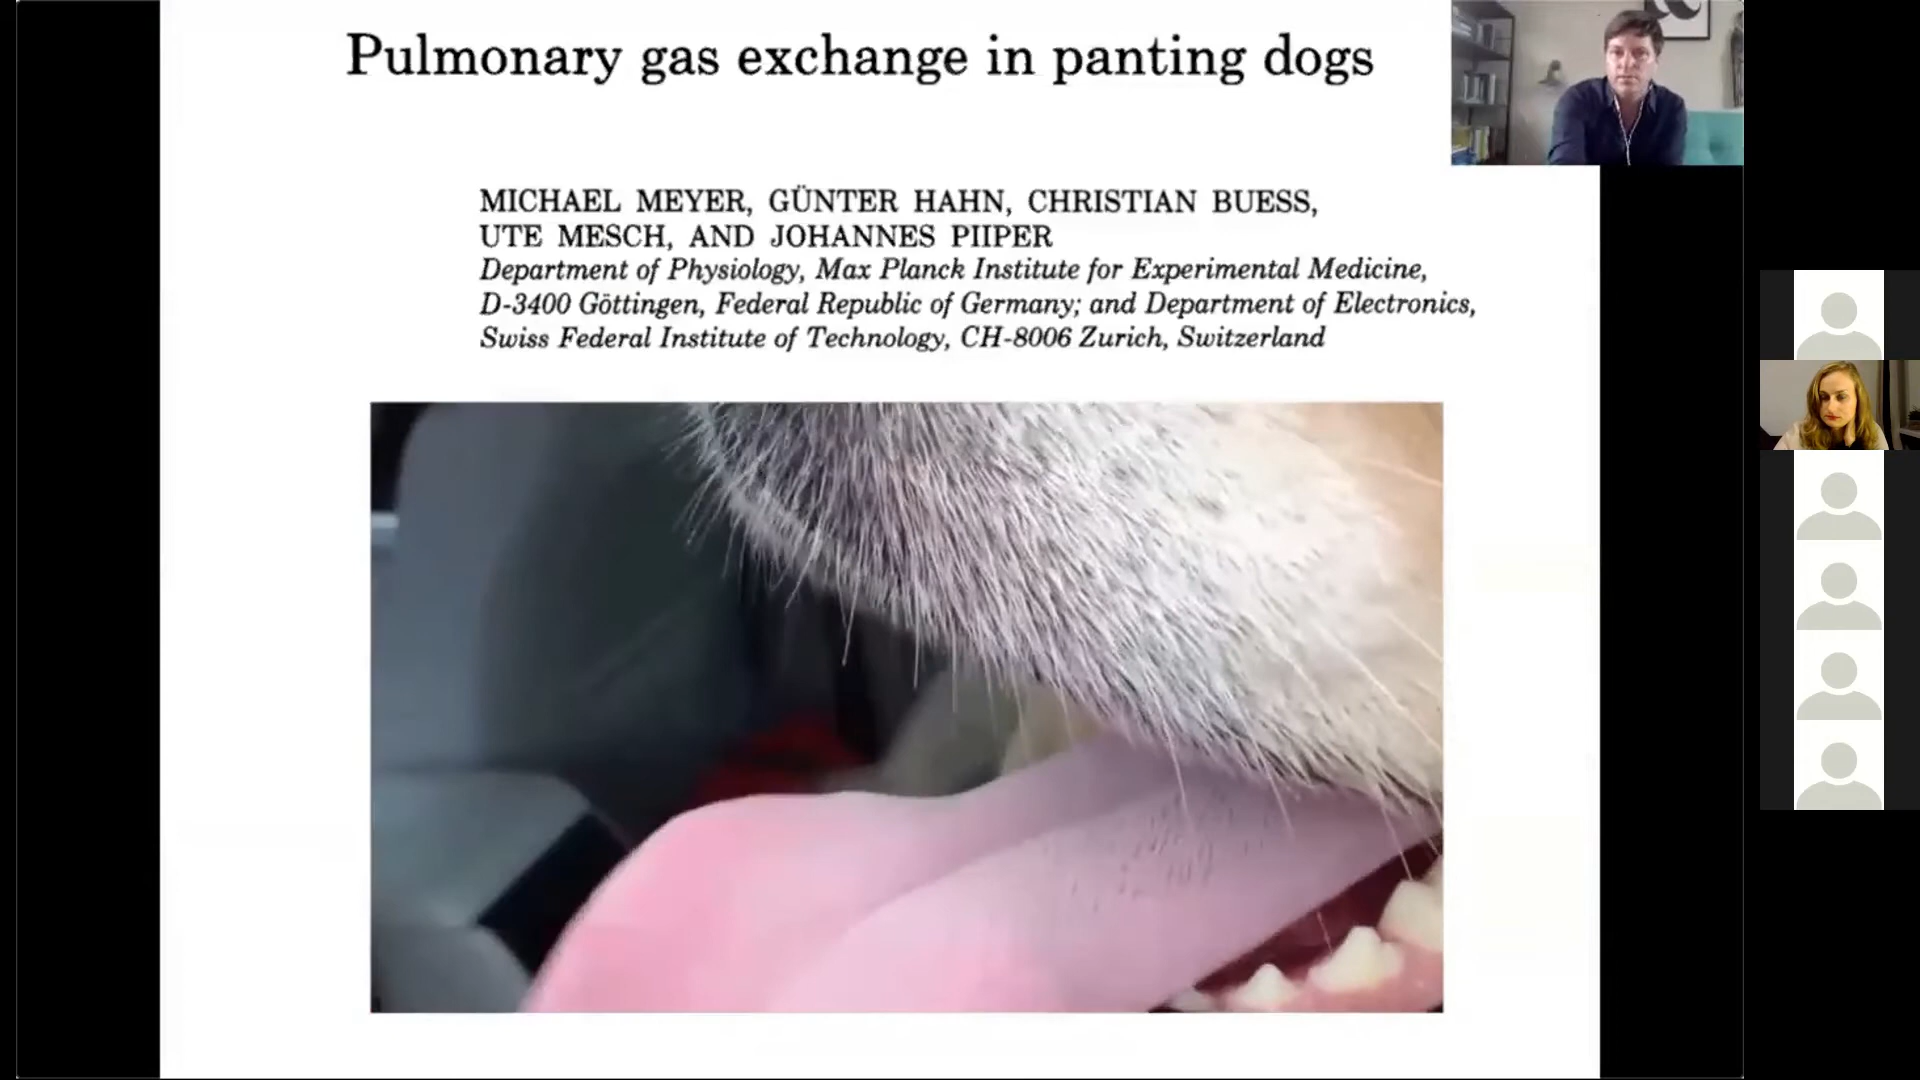 Pulmonary gas exchange in panting dogs
MICHAEL MEYER, GÜNTER HAHN, CHRISTIAN BUESS,
UTE MESCH, AND JOHANNES PIIPER
Department of Physiology, Max Planck Institute for Experimental Medicine,
D-3400 Göttingen, Federal Republic of Germany; and Department of Electronics,
Swiss Federal Institute of Technology, CH-8006 Zurich, Switzerland